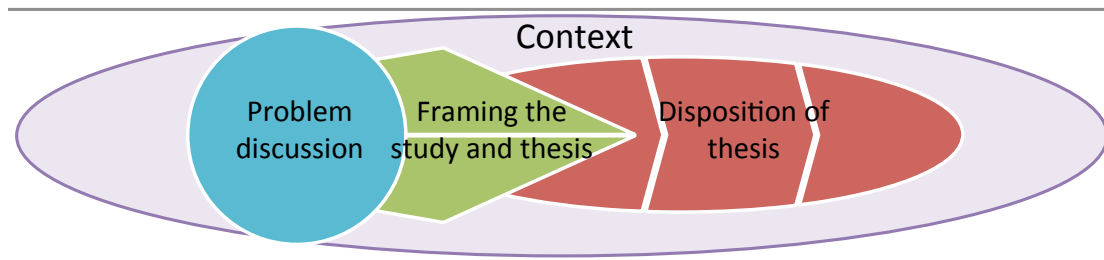 Context
Problem
discussion
Framing the
study and thesis
Disposition of
thesis